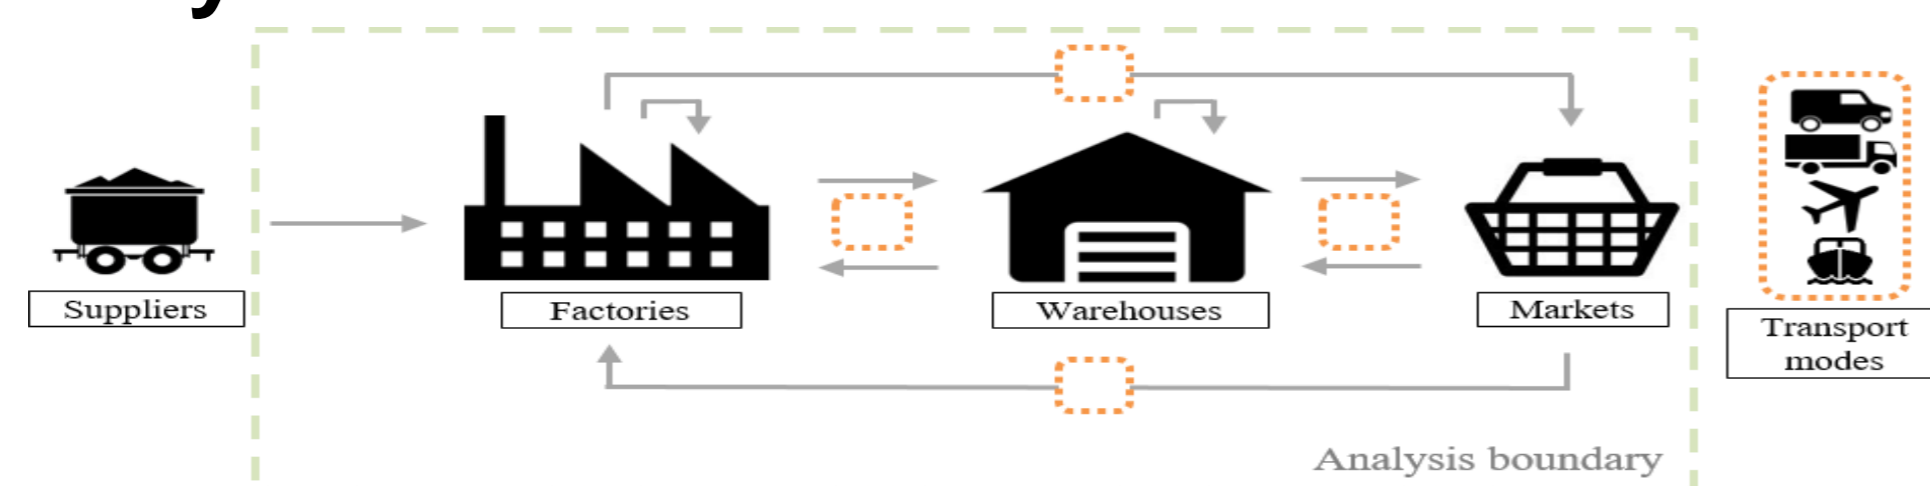 Suppliers
Factories
Warehouses
Markets
Transport
modes
Analysis boundary